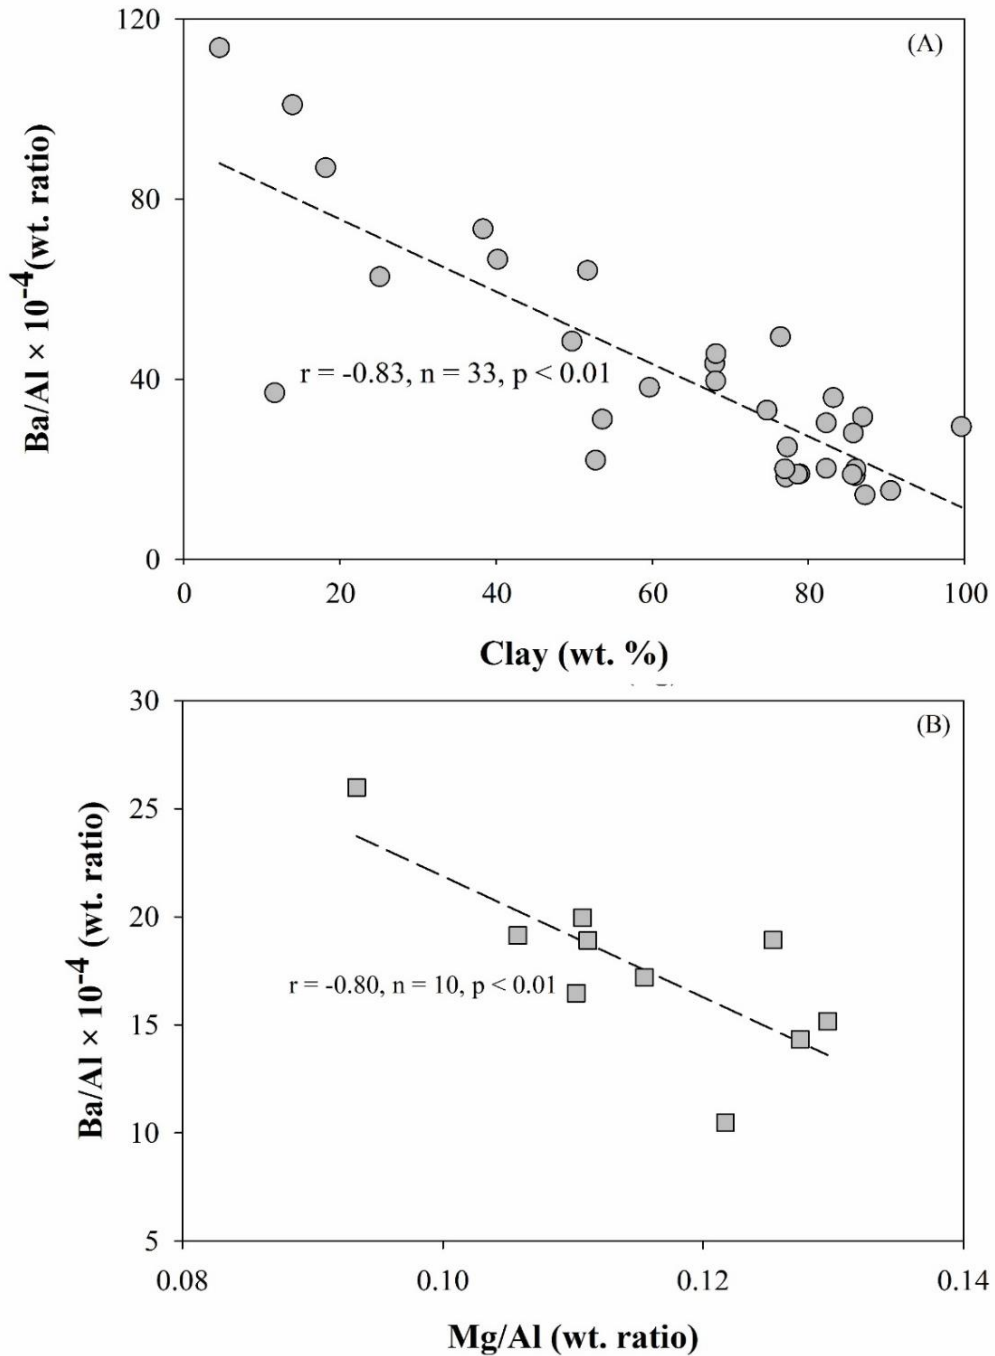 120
(A)
80
40
0
Ba/Al × 10⁻⁴(wt. ratio)
r = -0.83, n = 33, p < 0.01
0 20 40 60 80 100
Clay (wt. %)
30
(B)
25
20
15
10
5
Ba/Al × 10⁻⁴ (wt. ratio)
r = -0.80, n = 10, p < 0.01
0.08 0.10 0.12 0.14
Mg/Al (wt. ratio)